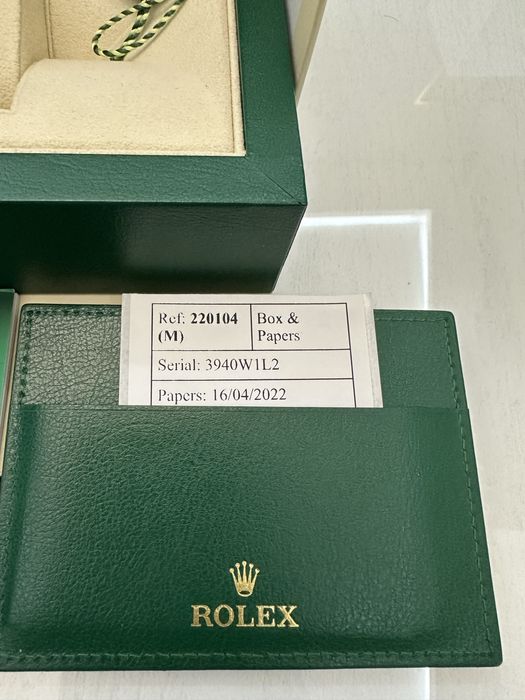 Ref: 220104 (M)
Box & Papers
Serial: 3940W1L2
Papers: 16/04/2022
ROLEX